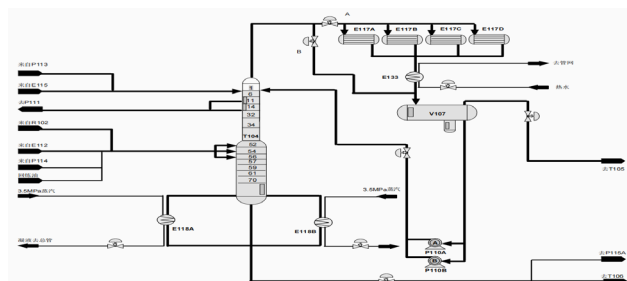 A
E117A
E117B
E117C
E117D
B
来自P113
E133
去管网
来自E115
热水
去P111
6
11
14
32
34
V107
T104
来自R102
52
54
56
57
59
61
70
来自E112
来自P114
回炼油
去T105
3.5MPa蒸汽
3.5MPa蒸汽
E118A
E118B
A
P110A
B
P110B
凝液去总管
去P116A
去T106